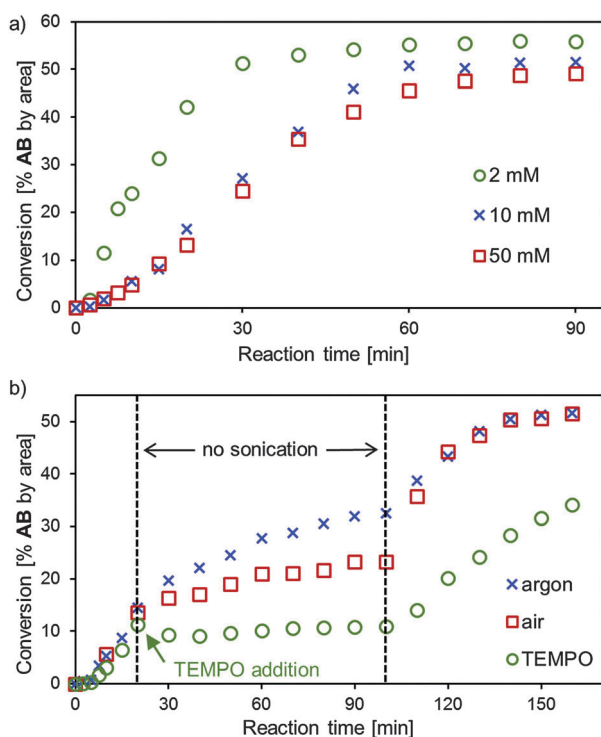 a)
60
50
40
30
20
10
0
Conversion [% AB by area]
2 mM
10 mM
50 mM
0 30 60 90
Reaction time [min]
b)
50
40
30
20
10
0
Conversion [% AB by area]
no sonication
TEMPO addition
argon
air
TEMPO
0 30 60 90 120 150
Reaction time [min]